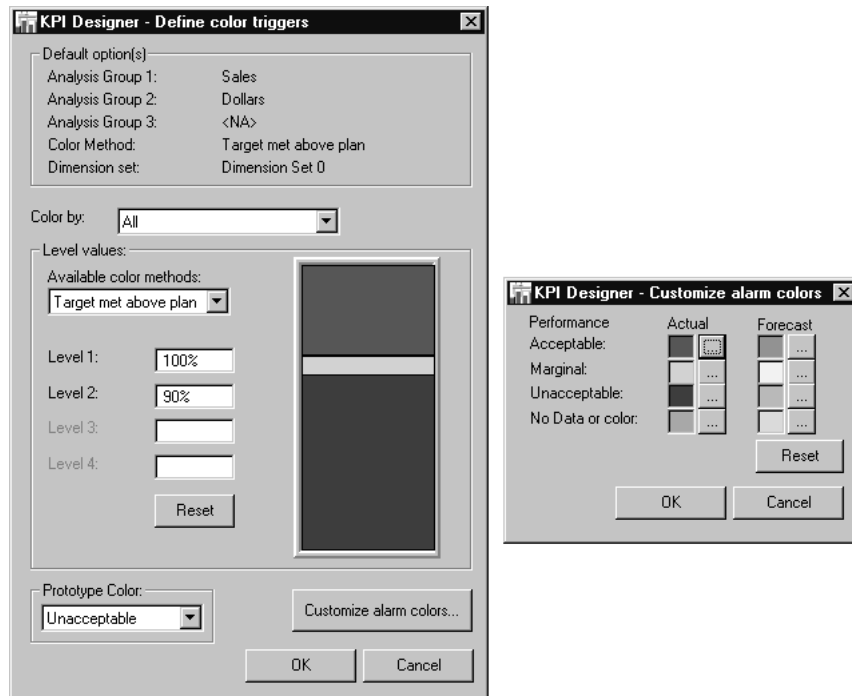 KPI Designer - Define color triggers
Default option(s)
Analysis Group 1: Sales
Analysis Group 2: Dollars
Analysis Group 3: <NA>
Color Method: Target met above plan
Dimension set: Dimension Set 0
Color by: All
Level values:
Available color methods:
Target met above plan
Level 1: 100%
Level 2: 90%
Level 3:
Level 4:
Reset
Prototype Color:
Unacceptable
Customize alarm colors...
OK Cancel
KPI Designer - Customize alarm colors
Performance Actual Forecast
Acceptable: ... ...
Marginal: ... ...
Unacceptable: ... ...
No Data or color: ... ...
Reset
OK Cancel